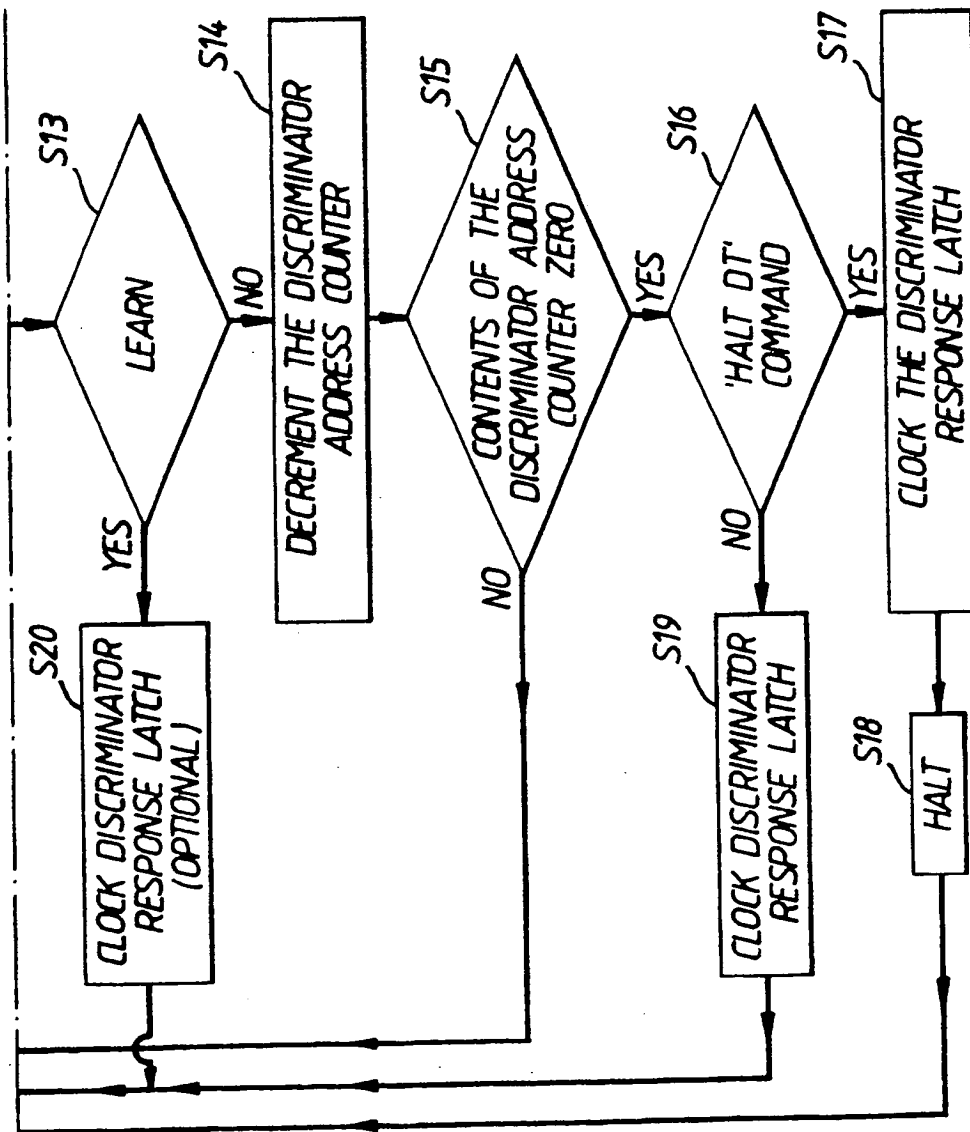 S13
LEARN
YES
NO
S20
CLOCK DISCRIMINATOR
RESPONSE LATCH
(OPTIONAL)
S14
DECREMENT THE DISCRIMINATOR
ADDRESS COUNTER
S15
CONTENTS OF THE
DISCRIMINATOR ADDRESS
COUNTER ZERO
NO
YES
S16
'HALT DT'
COMMAND
NO
YES
S19
CLOCK DISCRIMINATOR
RESPONSE LATCH
S17
CLOCK THE DISCRIMINATOR
RESPONSE LATCH
S18
HALT